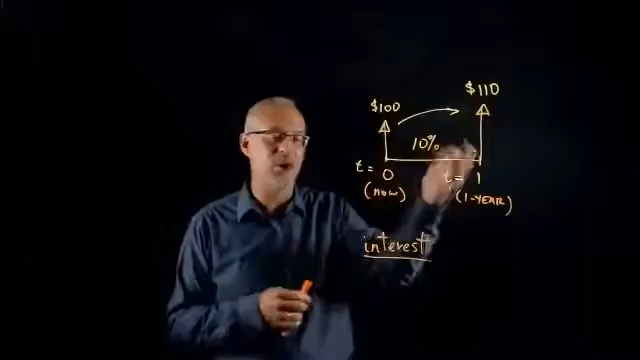 $110
$100
10%
t = 0
t = 1
(NOW)
(1-YEAR)
interest